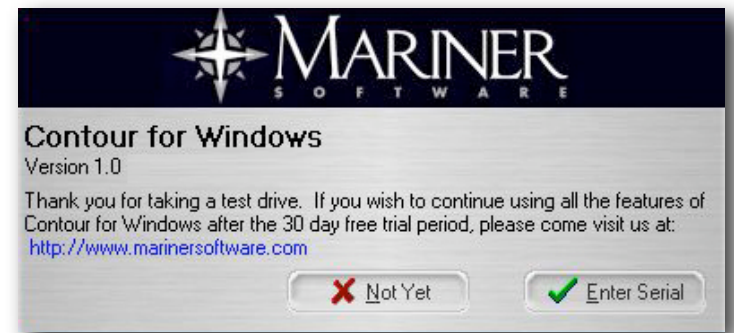 MARINER
SOFTWARE
Contour for Windows
Version 1.0
Thank you for taking a test drive. If you wish to continue using all the features of
Contour for Windows after the 30 day free trial period, please come visit us at:
http://www.marinersoftware.com
Not Yet
Enter Serial